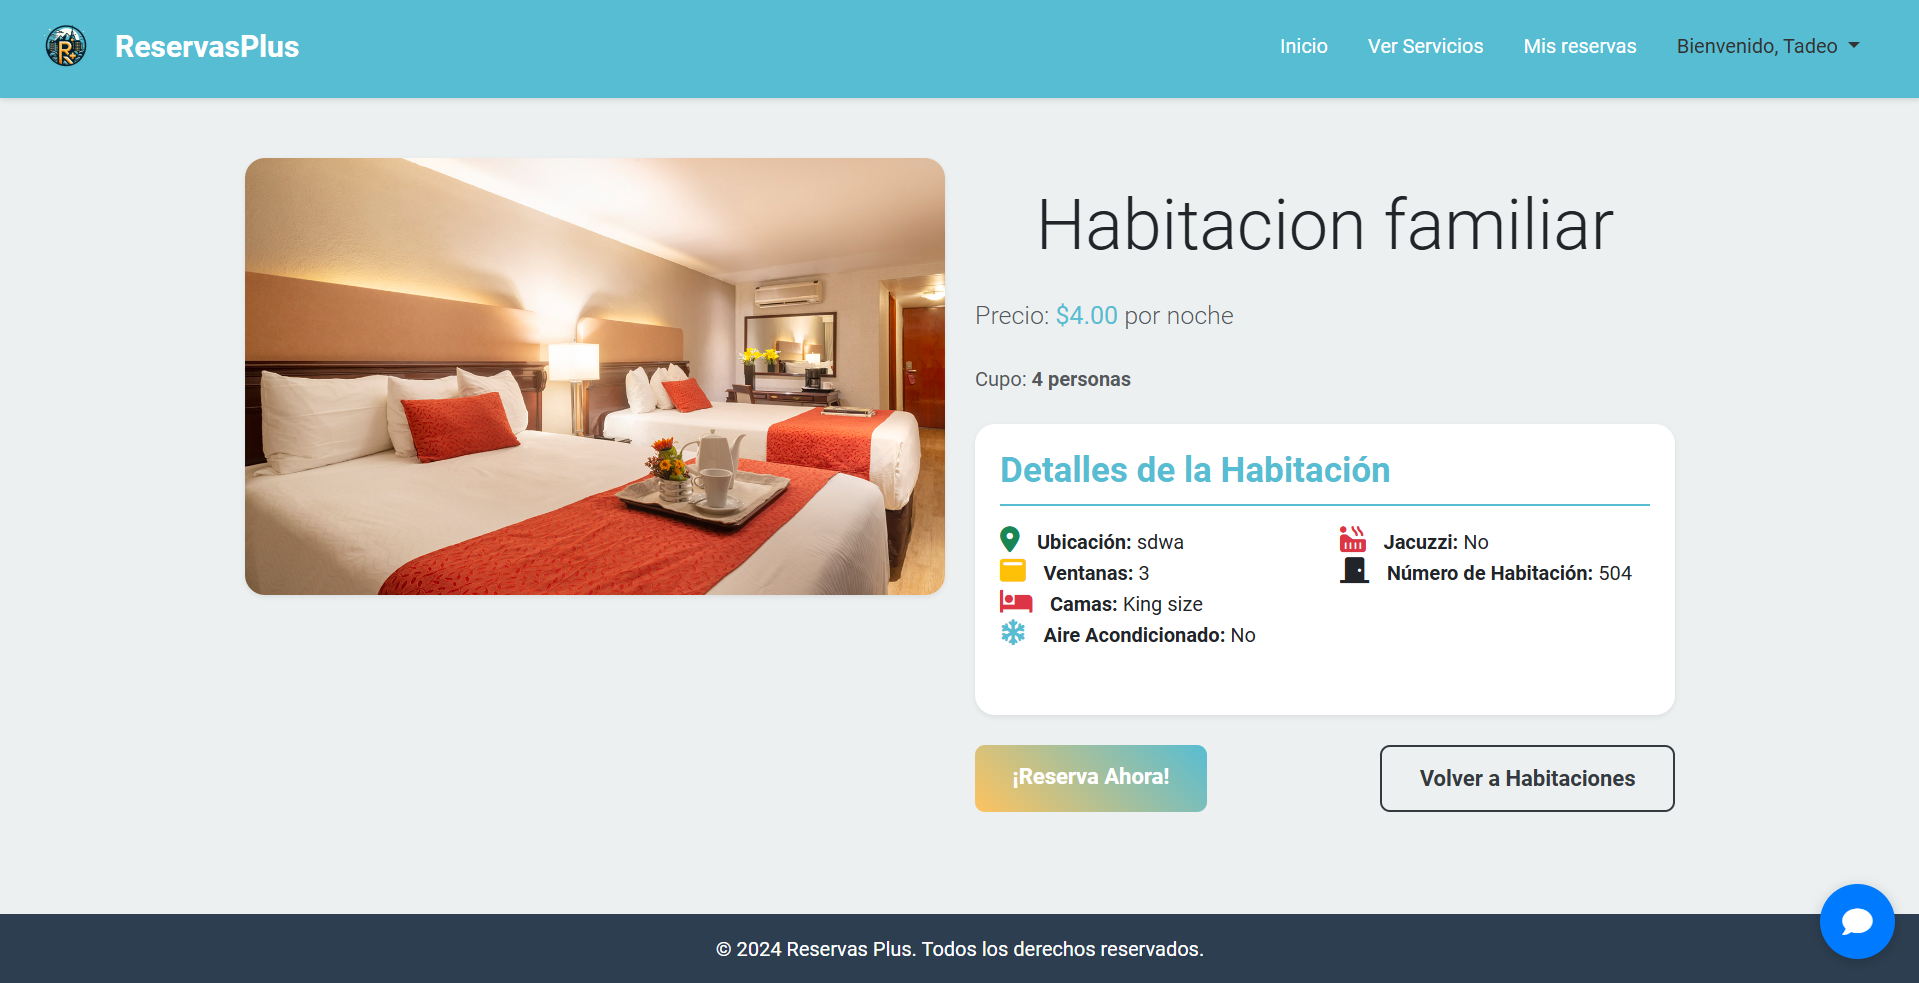 ReservasPlus
Inicio
Ver Servicios
Mis reservas
Bienvenido, Tadeo
Habitacion familiar
Precio: $4.00 por noche
Cupo: 4 personas
Detalles de la Habitación
Ubicación: sdwa
Ventanas: 3
Camas: King size
Aire Acondicionado: No
Jacuzzi: No
Número de Habitación: 504
¡Reserva Ahora!
Volver a Habitaciones
© 2024 Reservas Plus. Todos los derechos reservados.